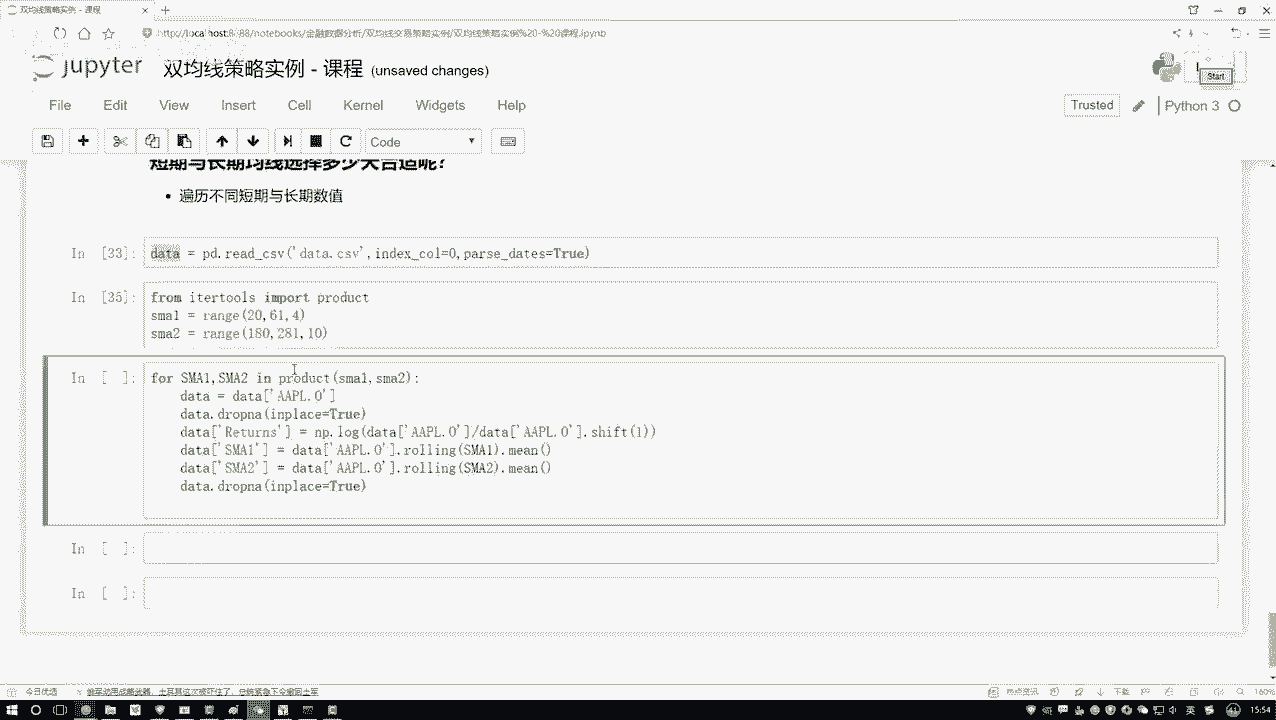 双均线策略实例 - 课程
http://localhost:8888/notebooks/金融数据分析/双均线交易策略实例/双均线策略实例%20-%20课程.ipynb
jupyter 双均线策略实例 - 课程 (unsaved changes)
Start
File Edit View Insert Cell Kernel Widgets Help
Trusted Python 3
Code
短期与长期均线选择多少天合适呢?
遍历不同短期与长期数值
In [33]: data = pd.read_csv('data.csv',index_col=0,parse_dates=True)
In [35]: from itertools import product
sma1 = range(20,61,4)
sma2 = range(180,281,10)
In [ ]: for SMA1,SMA2 in product(sma1,sma2):
data = data['AAPL.O']
data.dropna(inplace=True)
data['Returns'] = np.log(data['AAPL.O']/data['AAPL.O'].shift(1))
data['SMA1'] = data['AAPL.O'].rolling(SMA1).mean()
data['SMA2'] = data['AAPL.O'].rolling(SMA2).mean()
data.dropna(inplace=True)
In [ ]:
In [ ]:
今日优选
热点资讯
下载
160%
英
15:54